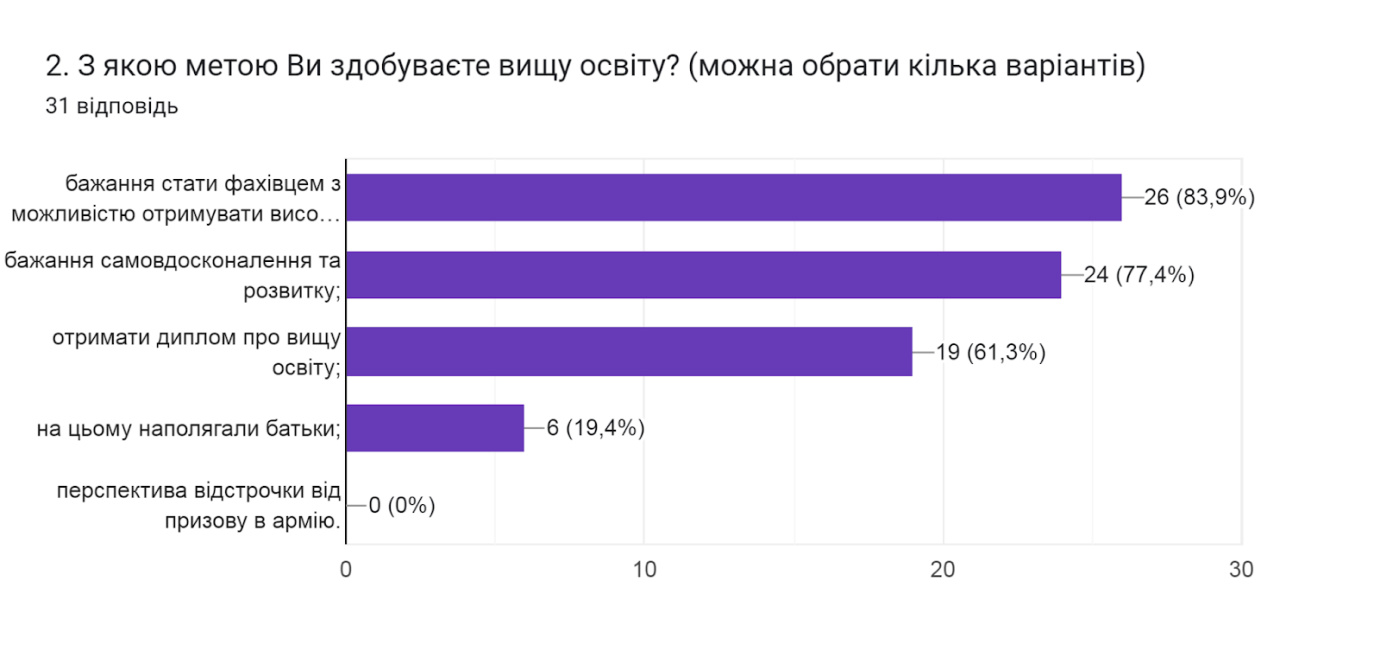 2. З якою метою Ви здобуваєте вищу освіту? (можна обрати кілька варіантів)
31 відповідь
бажання стати фахівцем з
можливістю отримувати висо…
26 (83,9%)
бажання самовдосконалення та
розвитку;
24 (77,4%)
отримати диплом про вищу
освіту;
19 (61,3%)
на цьому наполягали батьки;
6 (19,4%)
перспектива відстрочки від
призову в армію.
0 (0%)
0 10 20 30